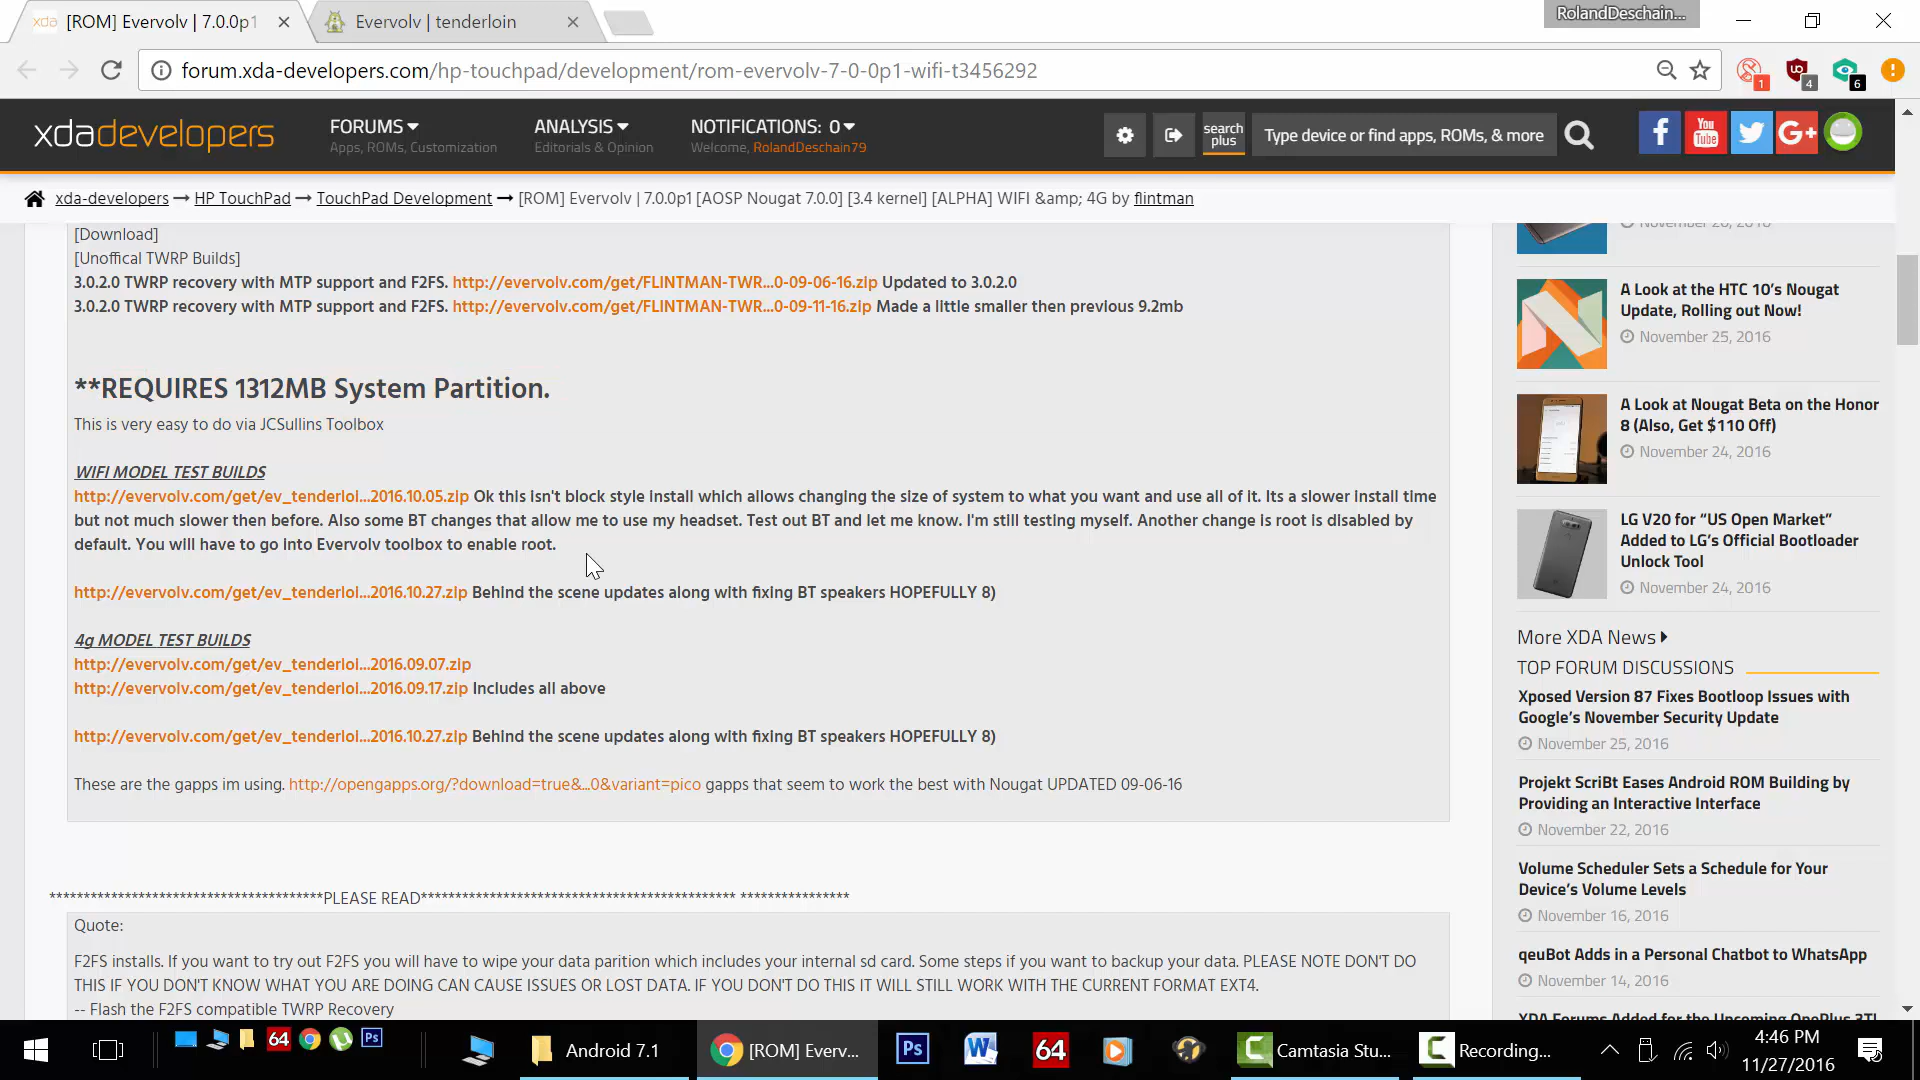 [ROM] Evervolv | 7.0.0p1
Evervolv | tenderloin
RolandDeschain...
forum.xda-developers.com/hp-touchpad/development/rom-evervolv-7-0-0p1-wifi-t3456292
1
4
6
xdadevelopers
FORUMS
Apps, ROMs, Customization
ANALYSIS
Editorials & Opinion
NOTIFICATIONS: 0
Welcome, RolandDeschain79
search
plus
Type device or find apps, ROMs, & more
You
Tube
G+
xda-developers → HP TouchPad → TouchPad Development → [ROM] Evervolv | 7.0.0p1 [AOSP Nougat 7.0.0] [3.4 kernel] [ALPHA] WIFI &amp; 4G by flintman
[Download]
[Unoffical TWRP Builds]
3.0.2.0 TWRP recovery with MTP support and F2FS. http://evervolv.com/get/FLINTMAN-TWR...0-09-06-16.zip Updated to 3.0.2.0
3.0.2.0 TWRP recovery with MTP support and F2FS. http://evervolv.com/get/FLINTMAN-TWR...0-09-11-16.zip Made a little smaller then previous 9.2mb
**REQUIRES 1312MB System Partition.
This is very easy to do via JCSullins Toolbox
WIFI MODEL TEST BUILDS
http://evervolv.com/get/ev_tenderloi...2016.10.05.zip Ok this isn't block style install which allows changing the size of system to what you want and use all of it. Its a slower install time
but not much slower then before. Also some BT changes that allow me to use my headset. Test out BT and let me know. I'm still testing myself. Another change is root is disabled by
default. You will have to go into Evervolv toolbox to enable root.
http://evervolv.com/get/ev_tenderloi...2016.10.27.zip Behind the scene updates along with fixing BT speakers HOPEFULLY 8)
4g MODEL TEST BUILDS
http://evervolv.com/get/ev_tenderloi...2016.09.07.zip
http://evervolv.com/get/ev_tenderloi...2016.09.17.zip Includes all above
http://evervolv.com/get/ev_tenderloi...2016.10.27.zip Behind the scene updates along with fixing BT speakers HOPEFULLY 8)
These are the gapps im using. http://opengapps.org/?download=true&...0&variant=pico gapps that seem to work the best with Nougat UPDATED 09-06-16
****************************************PLEASE READ********************************************** ****************
Quote:
F2FS installs. If you want to try out F2FS you will have to wipe your data parition which includes your internal sd card. Some steps if you want to backup your data. PLEASE NOTE DON'T DO
THIS IF YOU DON'T KNOW WHAT YOU ARE DOING CAN CAUSE ISSUES OR LOST DATA. IF YOU DON'T DO THIS IT WILL STILL WORK WITH THE CURRENT FORMAT EXT4.
-- Flash the F2FS compatible TWRP Recovery
November 28, 2016
A Look at the HTC 10's Nougat
Update, Rolling out Now!
November 25, 2016
A Look at Nougat Beta on the Honor
8 (Also, Get $110 Off)
November 24, 2016
LG V20 for “US Open Market”
Added to LG's Official Bootloader
Unlock Tool
November 24, 2016
More XDA News
TOP FORUM DISCUSSIONS
Xposed Version 87 Fixes Bootloop Issues with
Google's November Security Update
November 25, 2016
Projekt ScriBt Eases Android ROM Building by
Providing an Interactive Interface
November 22, 2016
Volume Scheduler Sets a Schedule for Your
Device's Volume Levels
November 16, 2016
qeuBot Adds in a Personal Chatbot to WhatsApp
November 14, 2016
XDA Forums Added for the Upcoming OnePlus 3T!
64
Ps
Android 7.1
[ROM] Everv...
Ps
64
Camtasia Stu...
Recording...
4:46 PM
11/27/2016